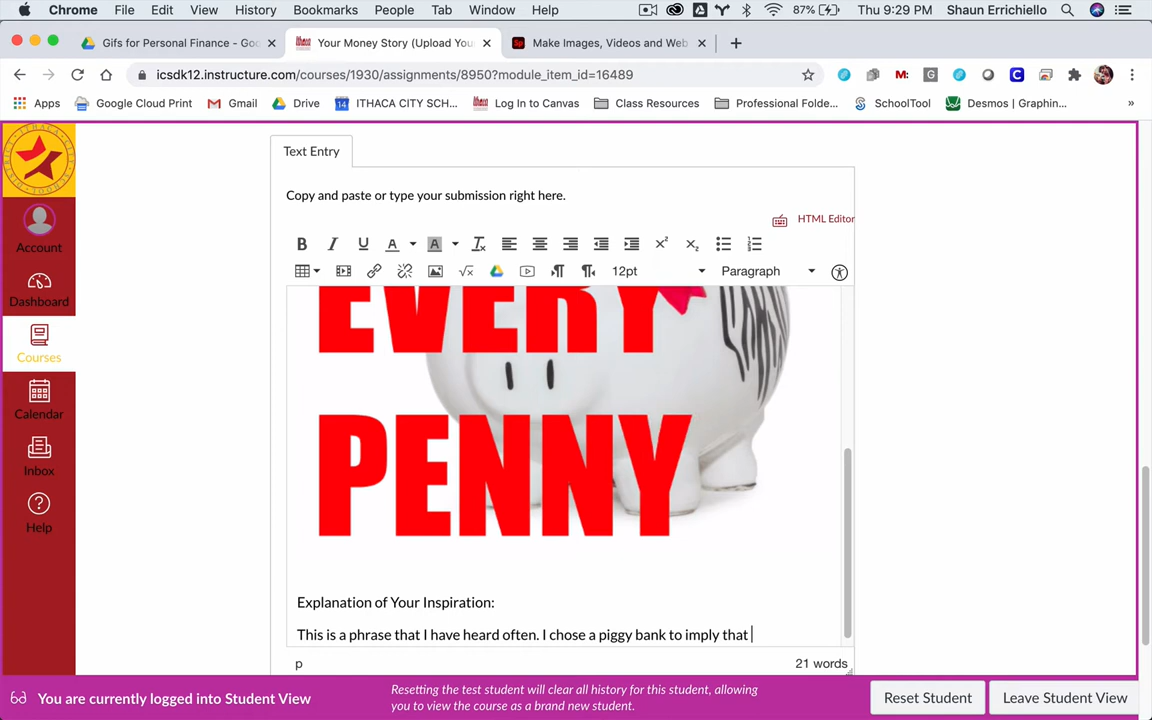 Chrome File Edit View History Bookmarks People Tab Window Help 87% Thu 9:29 PM Shaun Errichiello
Gifs for Personal Finance - Goo Your Money Story (Upload You Sp Make Images, Videos and Web
icsdk12.instructure.com/courses/1930/assignments/8950?module_item_id=16489
Apps Google Cloud Print Gmail Drive 14 ITHACA CITY SCH... Log In to Canvas Class Resources Professional Folde... SchoolTool Desmos | Graphin... »
Text Entry
Copy and paste or type your submission right here.
HTML Editor
12pt Paragraph
Account
Dashboard
Courses
Calendar
Inbox
Help
EVERY
PENNY
Explanation of Your Inspiration:
This is a phrase that I have heard often. I chose a piggy bank to imply that
p 21 words
You are currently logged into Student View
Resetting the test student will clear all history for this student, allowing
you to view the course as a brand new student.
Reset Student Leave Student View